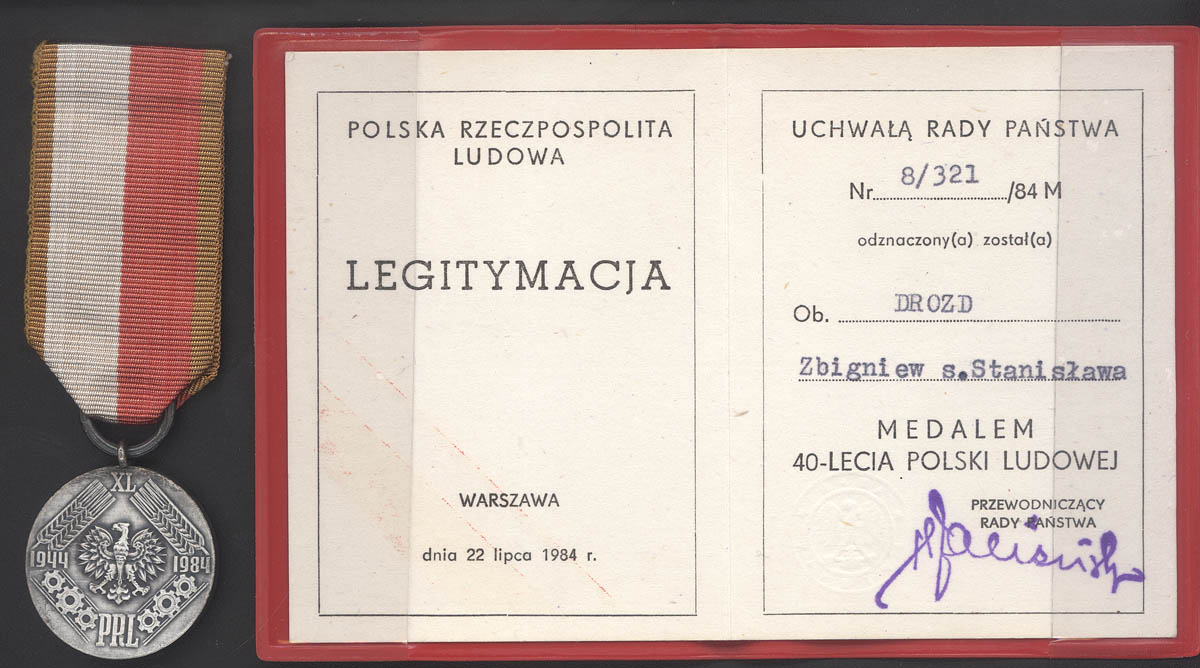 XL
1944 1984
PRL
POLSKA RZECZPOSPOLITA
LUDOWA
LEGITYMACJA
WARSZAWA
dnia 22 lipca 1984 r.
UCHWAŁĄ RADY PAŃSTWA
Nr 8/321 /84 M
odznaczony(a) został(a)
Ob. DROZD
Zbigniew s.Stanisława
MEDALEM
40-LECIA POLSKI LUDOWEJ
PRZEWODNICZĄCY
RADY PAŃSTWA